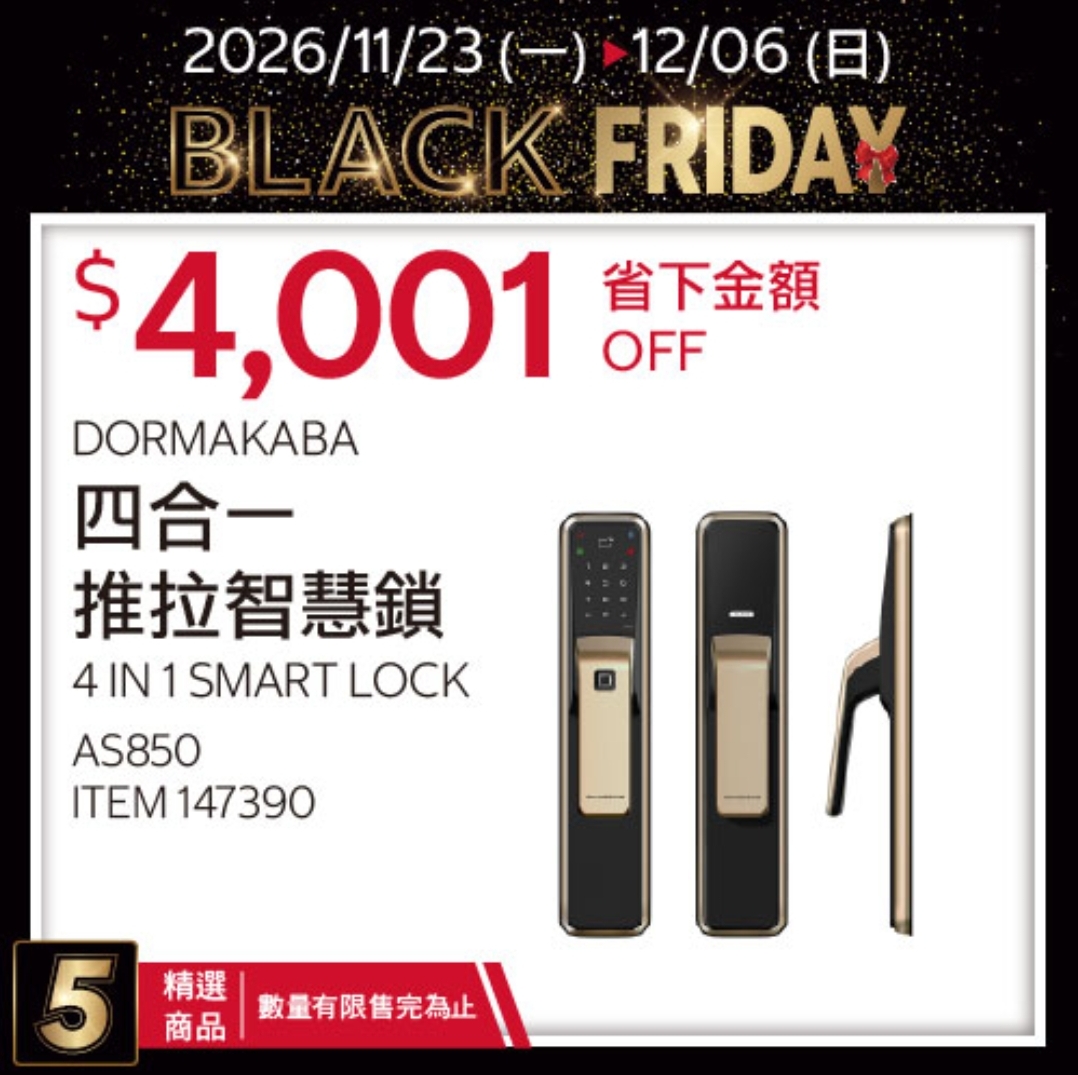 2026/11/23 (一)▶12/06 (日)
BLACK FRIDAY
$4,001 省下金額
OFF
DORMAKABA
四合一
推拉智慧鎖
4 IN 1 SMART LOCK
AS850
ITEM 147390
5
精選
商品
數量有限售完為止